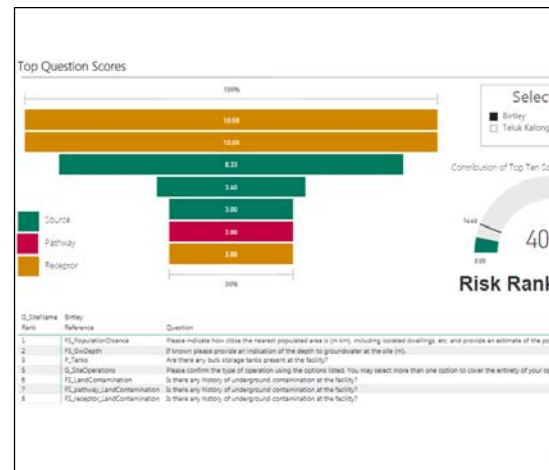 Top Question Scores
100%
10.00
10.00
8.33
3.60
3.00
3.00
3.00
30%
Source
Pathway
Receptor
Selec
Birtley
Teluk Kalong
Contribution of Top Ten Sc
0.00
40
Risk Rank
G_SiteName Birtley
Rank Reference Question
1 FS_PopulationDisance Please indicate how close the nearest populated area is (in km), including isolated dwellings, etc, and provide an estimate of the po
2 FS_GwDepth If known please provide an indication of the depth to groundwater at the site (m).
3 P_Tanks Are there any bulk storage tanks present at the facility?
5 G_SiteOperations Please confirm the type of operation using the options listed. You may select more than one option to cover the entirety of your op
6 FS_LandContamination Is there any history of underground contamination at the facility?
7 FS_pathway_LandContamination Is there any history of underground contamination at the facility?
8 FS_receptor_LandContamination Is there any history of underground contamination at the facility?